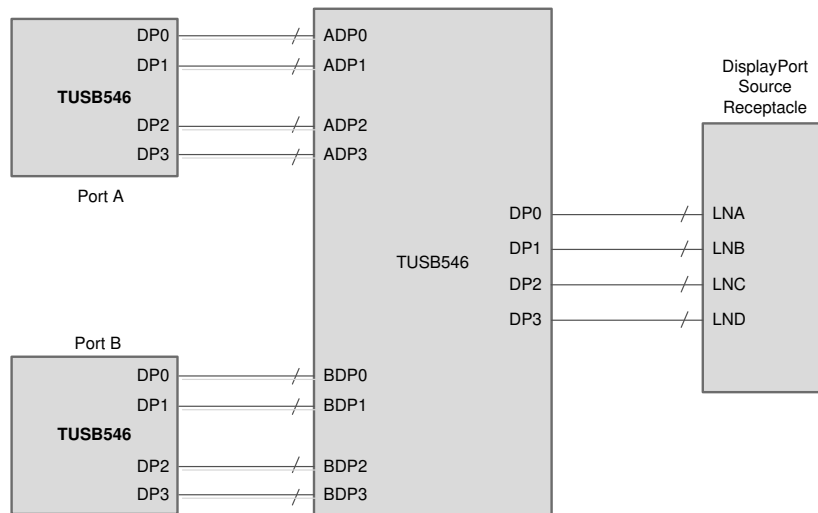 DP0
DP1
TUSB546
DP2
DP3
Port A
ADP0
ADP1
ADP2
ADP3
DisplayPort
Source
Receptacle
DP0
DP1
TUSB546
DP2
DP3
LNA
LNB
LNC
LND
Port B
DP0
DP1
TUSB546
DP2
DP3
BDP0
BDP1
BDP2
BDP3